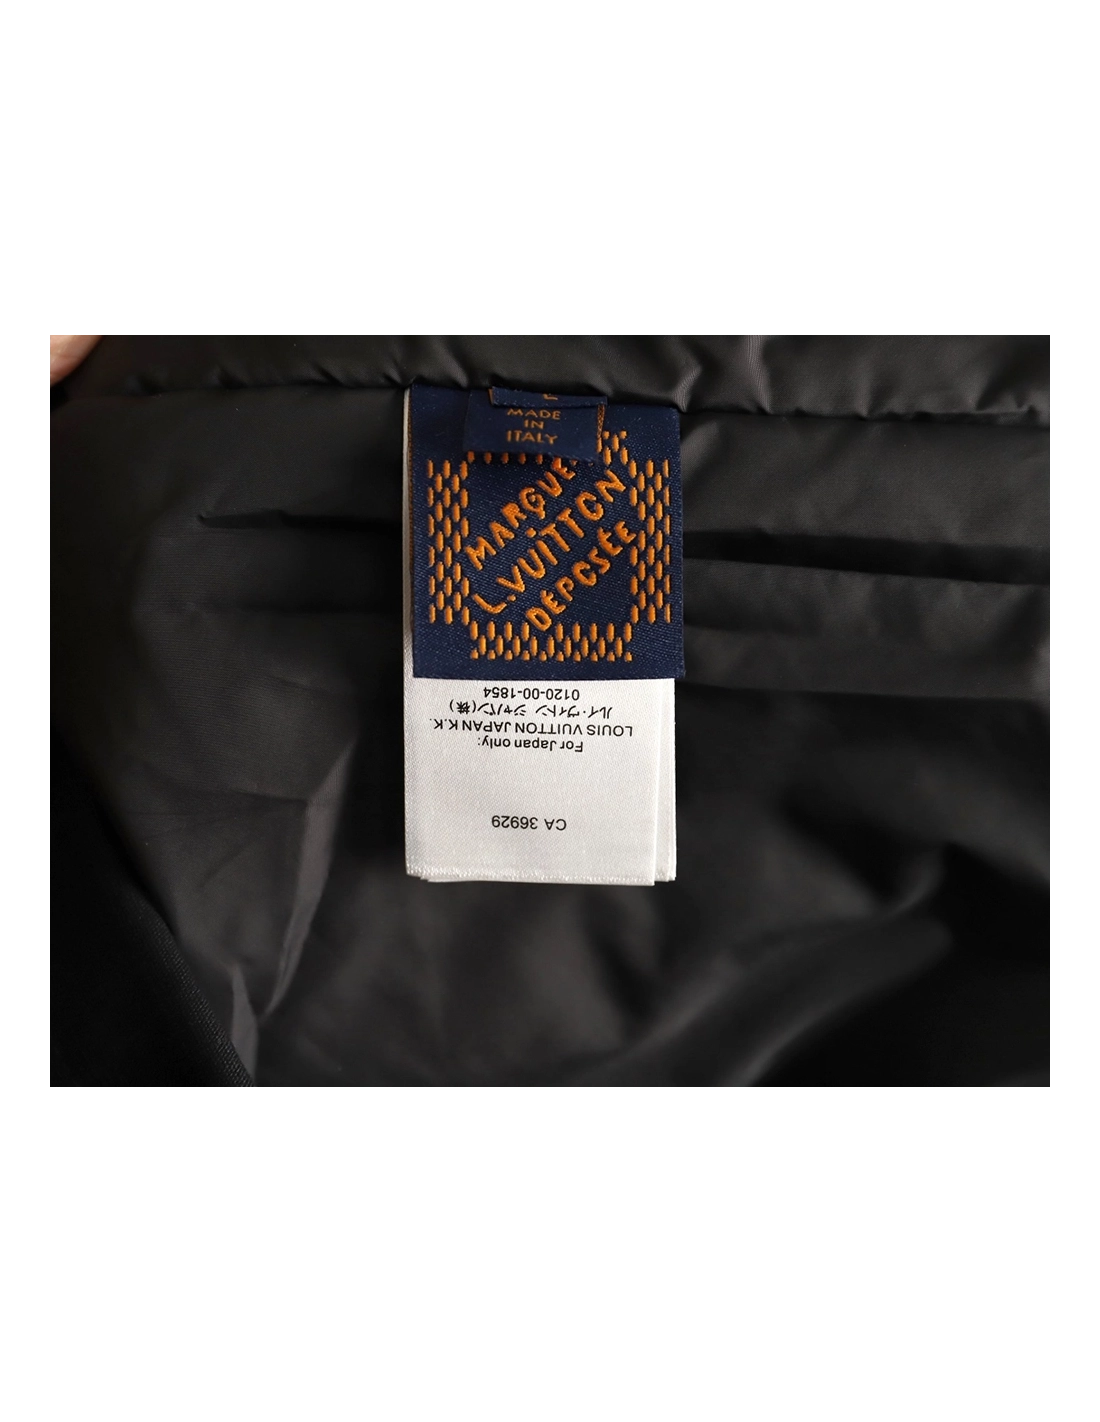 L
MADE
IN
ITALY
MARQUE
L.VUITTON
DÉPOSÉE
CA 36929
For Japan only:
LOUIS VUITTON JAPAN K.K.
ルイ・ヴィトン ジャパン(株)
0120-00-1854